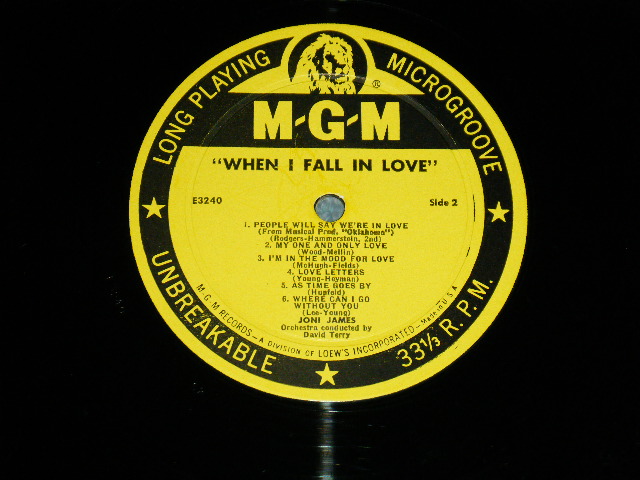 LONG PLAYING
MICROGROOVE
®
M-G-M
"WHEN I FALL IN LOVE"
E3240
Side 2
1. PEOPLE WILL SAY WE'RE IN LOVE
(From Musical Prod. "Oklahoma")
(Rodgers-Hammerstein, 2nd)
2. MY ONE AND ONLY LOVE
(Wood-Mellin)
3. I'M IN THE MOOD FOR LOVE
(McHugh-Fields)
4. LOVE LETTERS
(Young-Heyman)
5. AS TIME GOES BY
(Hupfeld)
6. WHERE CAN I GO
WITHOUT YOU
(Lee-Young)
JONI JAMES
Orchestra conducted by
David Terry
M-G-M RECORDS—A DIVISION OF LOEW'S INCORPORATED—Made in U.S.A.
UNBREAKABLE
33⅓ R.P.M.